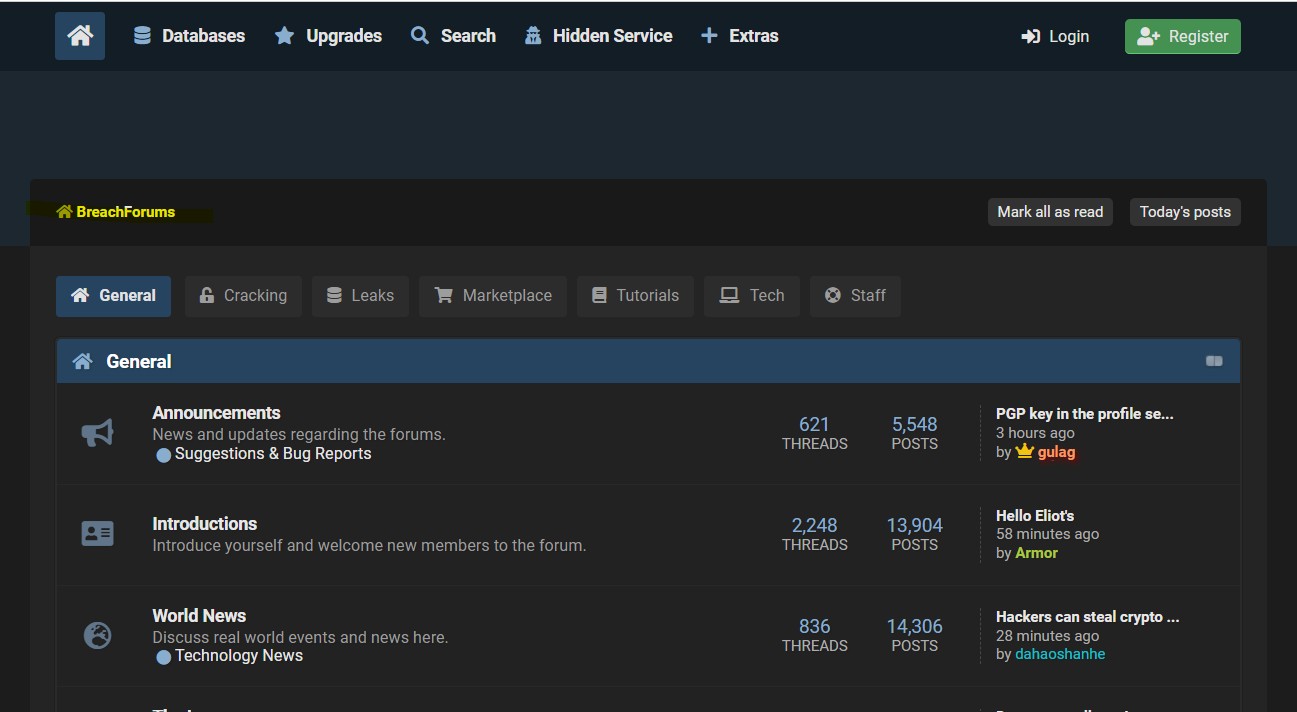 Databases Upgrades Search Hidden Service Extras Login Register
BreachForums Mark all as read Today's posts
General Cracking Leaks Marketplace Tutorials Tech Staff
General
Announcements
News and updates regarding the forums.
Suggestions & Bug Reports
621
THREADS
5,548
POSTS
PGP key in the profile se...
3 hours ago
by gulag
Introductions
Introduce yourself and welcome new members to the forum.
2,248
THREADS
13,904
POSTS
Hello Eliot's
58 minutes ago
by Armor
World News
Discuss real world events and news here.
Technology News
836
THREADS
14,306
POSTS
Hackers can steal crypto ...
28 minutes ago
by dahaoshanhe